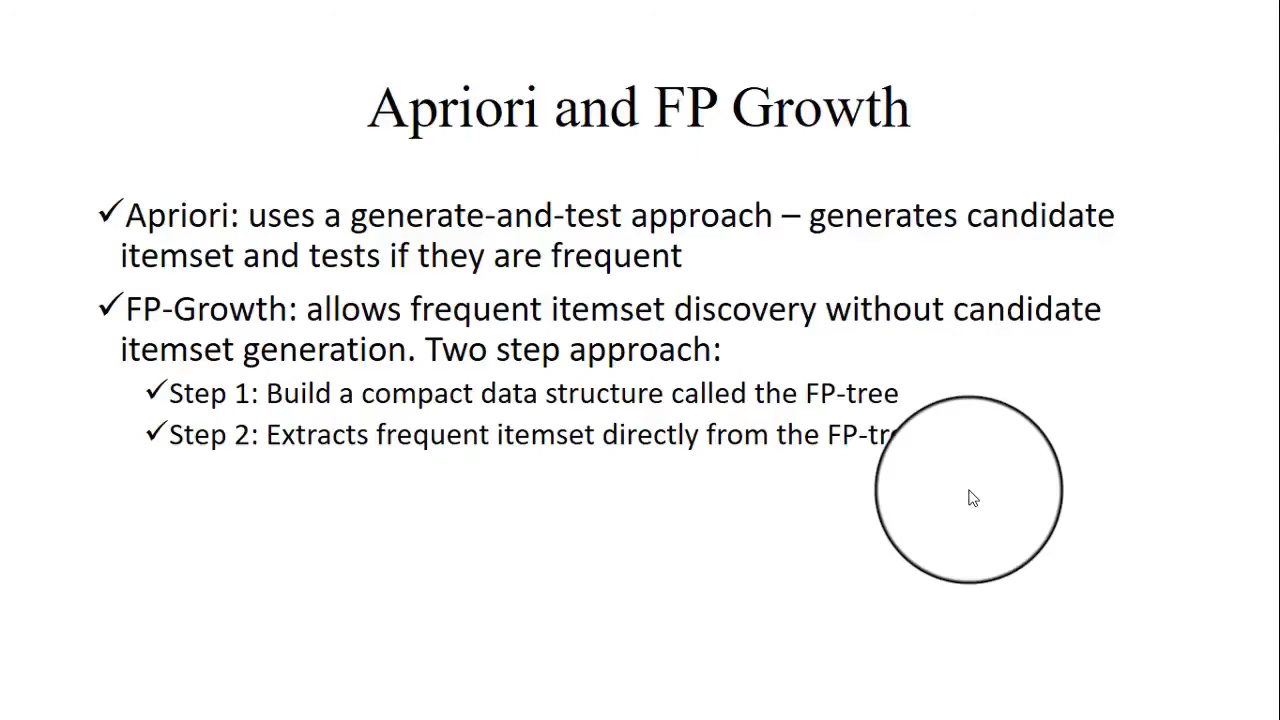 Apriori and FP Growth
✓Apriori: uses a generate-and-test approach – generates candidate
itemset and tests if they are frequent
✓FP-Growth: allows frequent itemset discovery without candidate
itemset generation. Two step approach:
✓Step 1: Build a compact data structure called the FP-tree
✓Step 2: Extracts frequent itemset directly from the